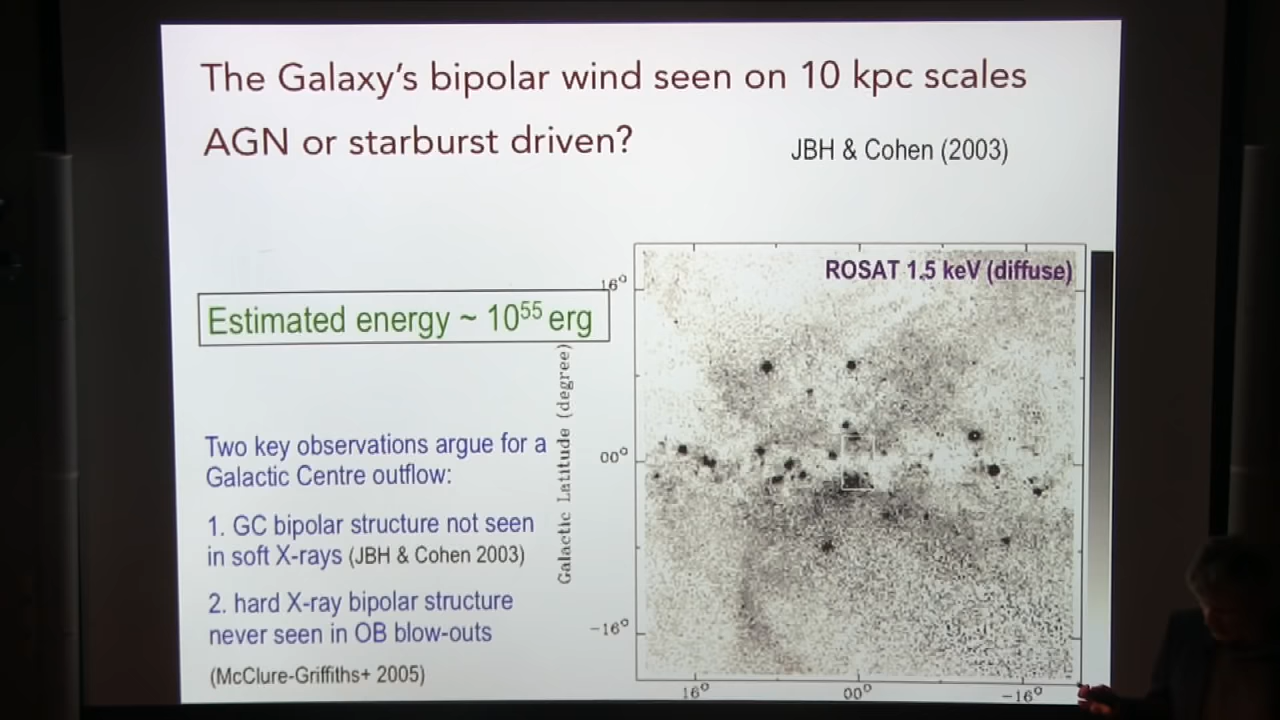 The Galaxy's bipolar wind seen on 10 kpc scales
AGN or starburst driven?
JBH & Cohen (2003)
ROSAT 1.5 keV (diffuse)
Estimated energy ~ 10⁵⁵ erg
Two key observations argue for a
Galactic Centre outflow:
1. GC bipolar structure not seen
in soft X-rays (JBH & Cohen 2003)
2. hard X-ray bipolar structure
never seen in OB blow-outs
(McClure-Griffiths+ 2005)
Galactic Latitude (degree)
16°
00°
-16°
16°
00°
-16°